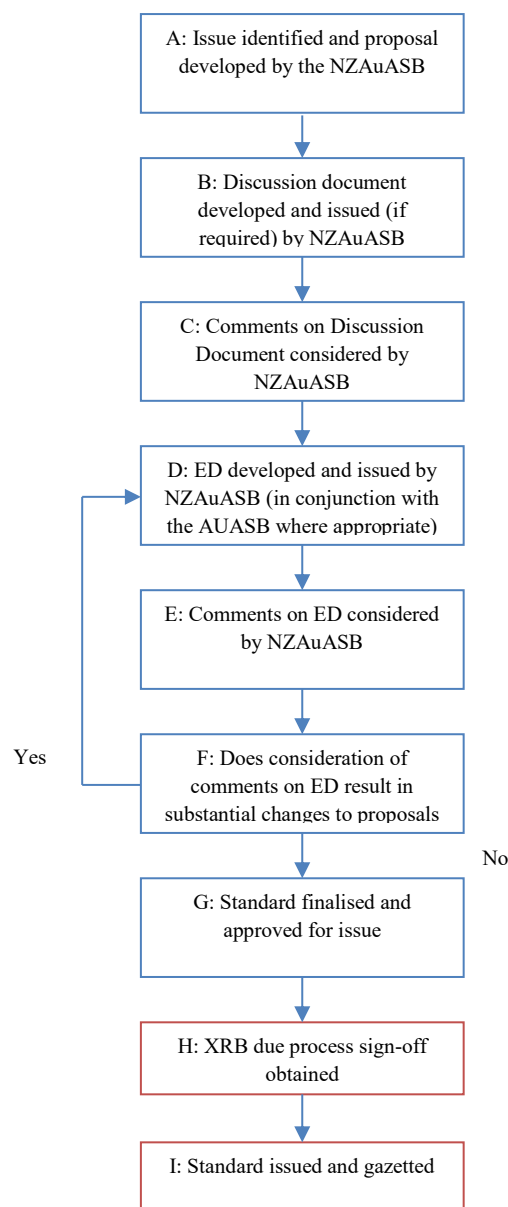 A: Issue identified and proposal
developed by the NZAuASB
B: Discussion document
developed and issued (if
required) by NZAuASB
C: Comments on Discussion
Document considered by
NZAuASB
D: ED developed and issued by
NZAuASB (in conjunction with
the AUASB where appropriate)
E: Comments on ED considered
by NZAuASB
Yes
F: Does consideration of
comments on ED result in
substantial changes to proposals
No
G: Standard finalised and
approved for issue
H: XRB due process sign-off
obtained
I: Standard issued and gazetted